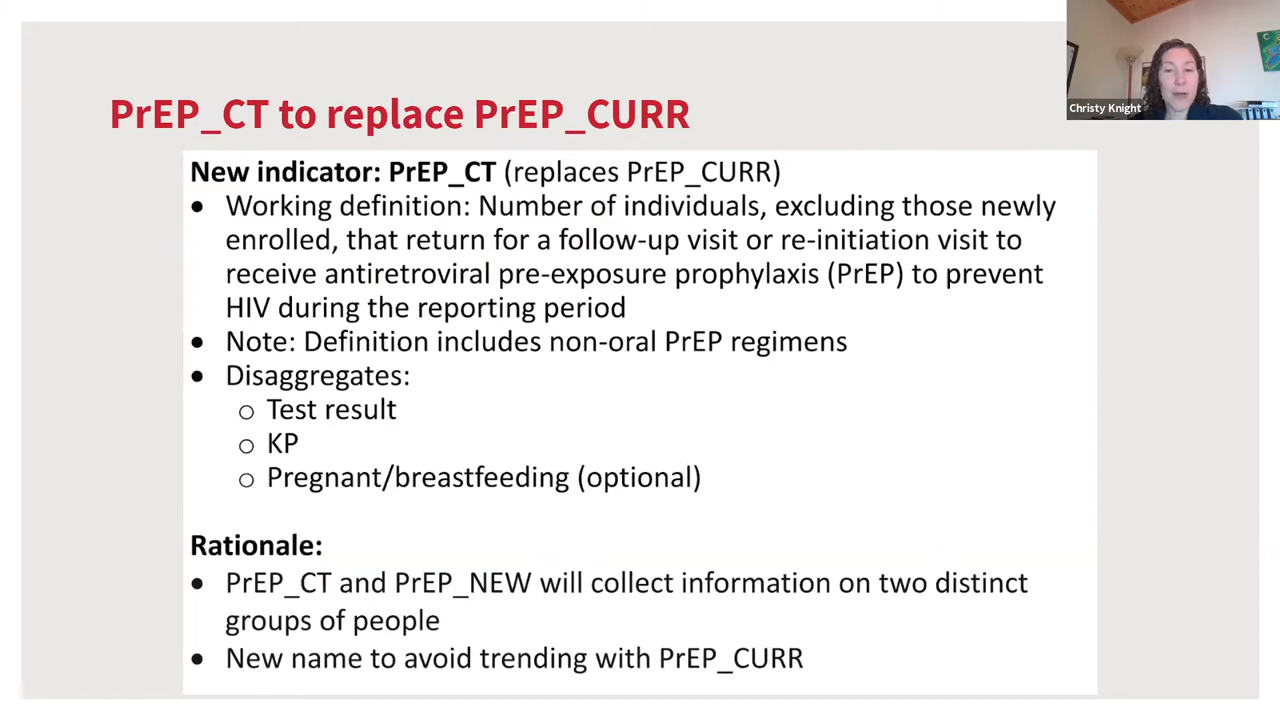 PrEP_CT to replace PrEP_CURR
Christy Knight
New indicator: PrEP_CT (replaces PrEP_CURR)
• Working definition: Number of individuals, excluding those newly
enrolled, that return for a follow-up visit or re-initiation visit to
receive antiretroviral pre-exposure prophylaxis (PrEP) to prevent
HIV during the reporting period
• Note: Definition includes non-oral PrEP regimens
• Disaggregates:
o Test result
o KP
o Pregnant/breastfeeding (optional)
Rationale:
• PrEP_CT and PrEP_NEW will collect information on two distinct
groups of people
• New name to avoid trending with PrEP_CURR